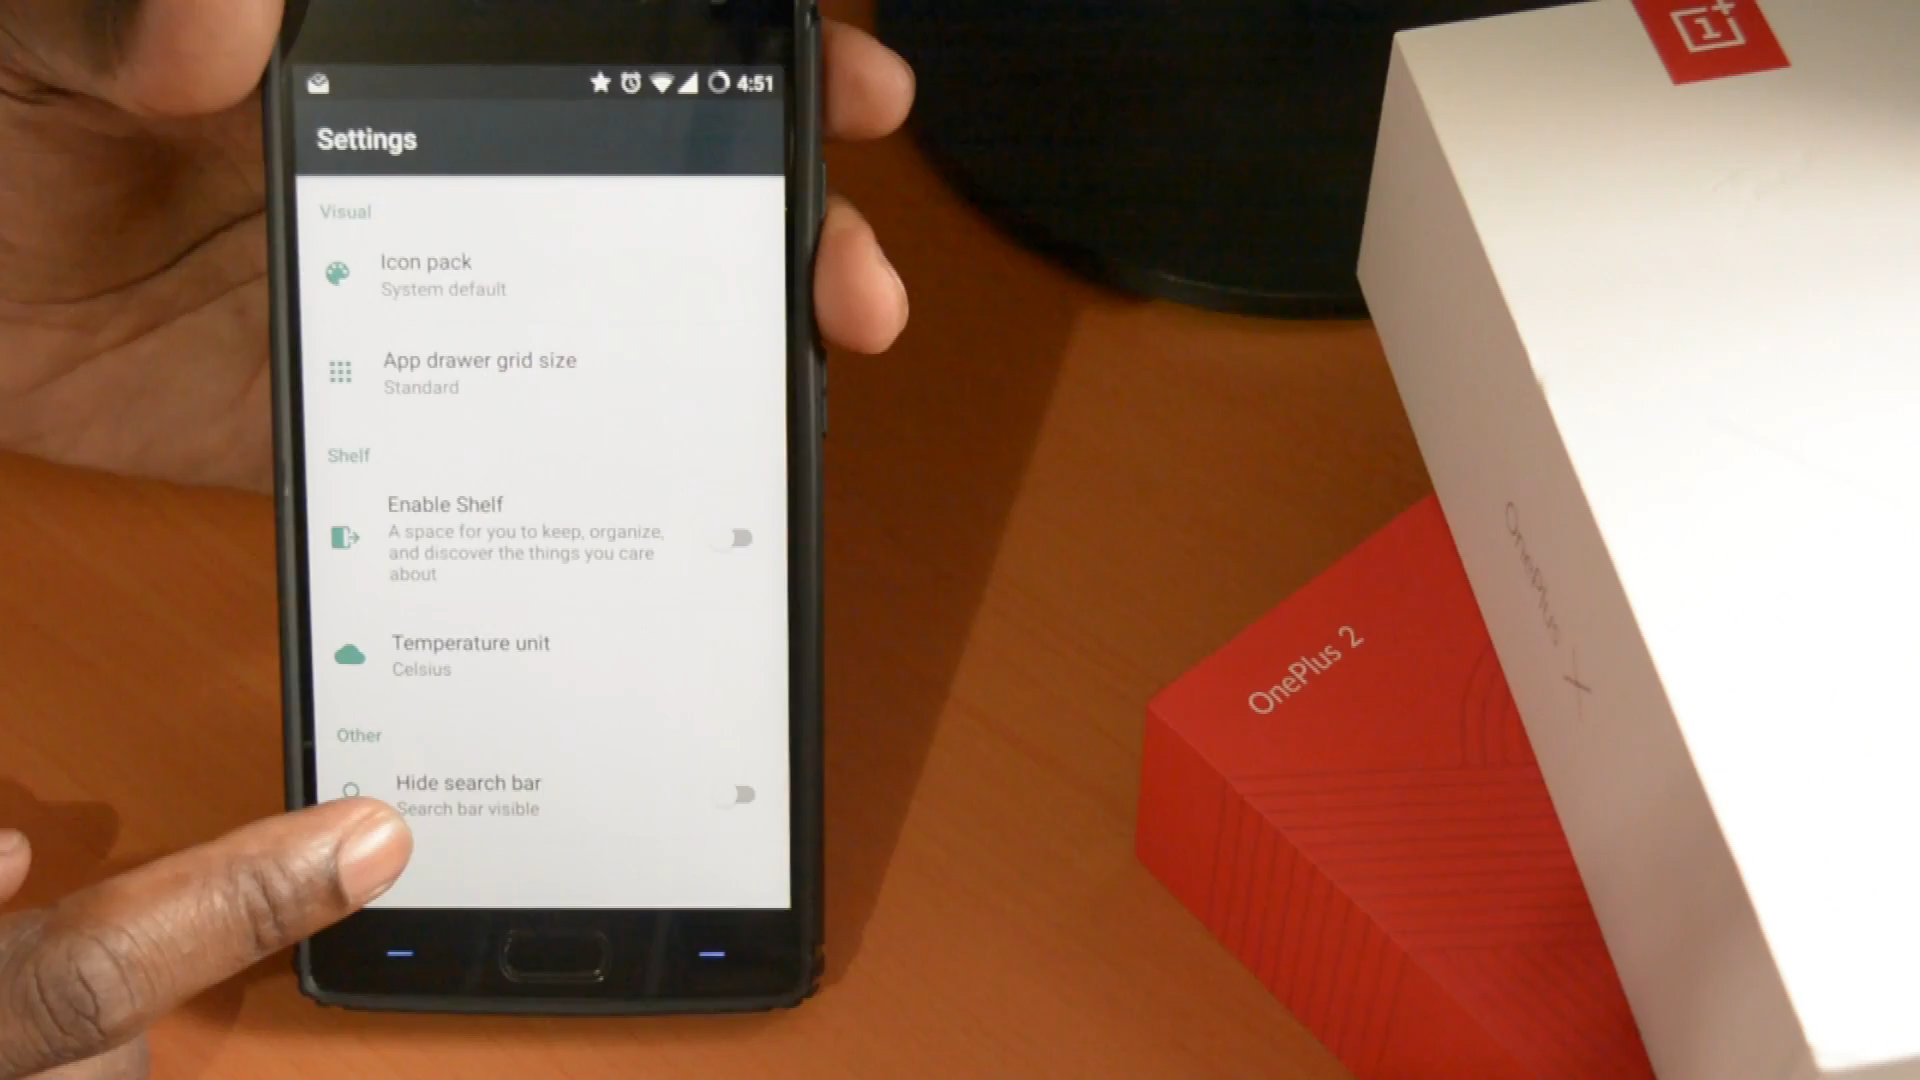 4:51
Settings
Visual
Icon pack
System default
App drawer grid size
Standard
Shelf
Enable Shelf
A space for you to keep, organize,
and discover the things you care
about
Temperature unit
Celsius
Other
Hide search bar
Search bar visible
OnePlus 2
OnePlus X